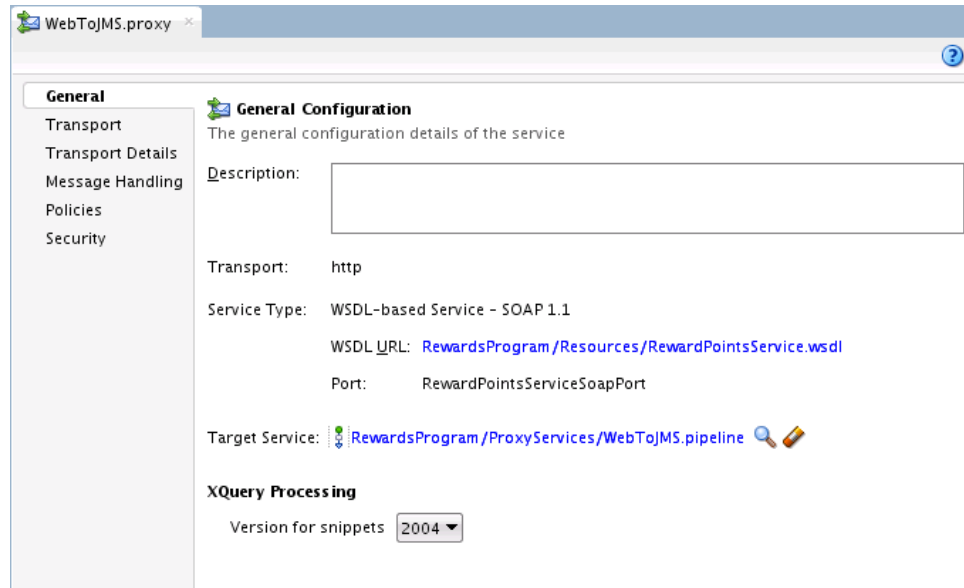 WebToJMS.proxy
General
Transport
Transport Details
Message Handling
Policies
Security
General Configuration
The general configuration details of the service
Description:
Transport: http
Service Type: WSDL-based Service - SOAP 1.1
WSDL URL: RewardsProgram/Resources/RewardPointsService.wsdl
Port: RewardPointsServiceSoapPort
Target Service: RewardsProgram/ProxyServices/WebToJMS.pipeline
XQuery Processing
Version for snippets 2004